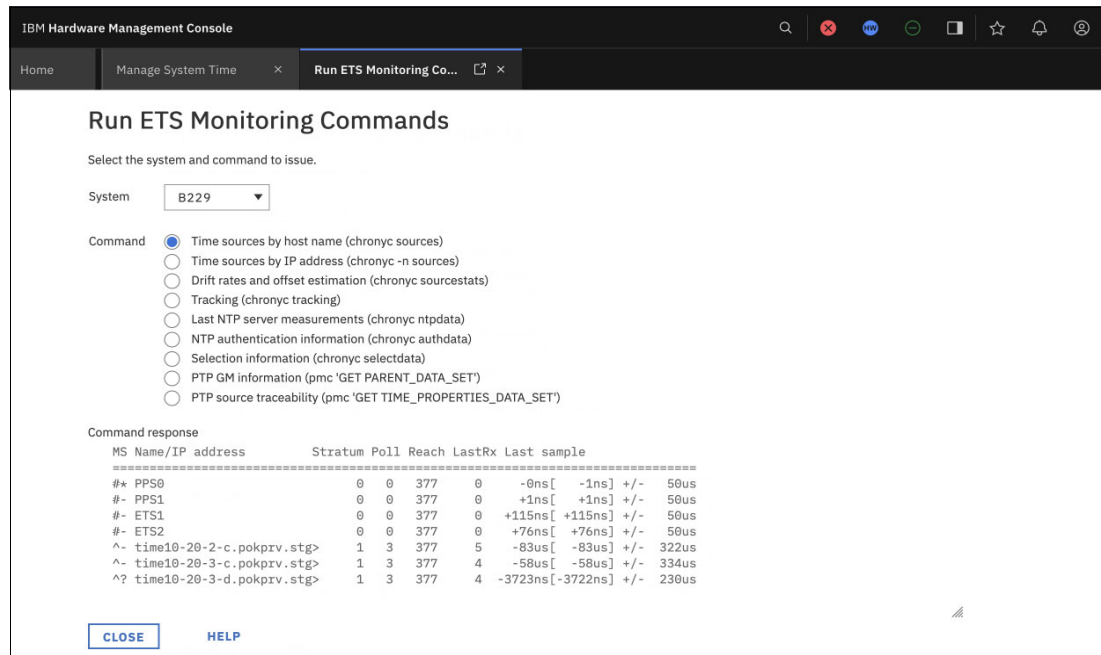 IBM Hardware Management Console
HW
Home Manage System Time × Run ETS Monitoring Co... ×
Run ETS Monitoring Commands
Select the system and command to issue.
System B229
Command Time sources by host name (chronyc sources)
Time sources by IP address (chronyc -n sources)
Drift rates and offset estimation (chronyc sourcestats)
Tracking (chronyc tracking)
Last NTP server measurements (chronyc ntpdata)
NTP authentication information (chronyc authdata)
Selection information (chronyc selectdata)
PTP GM information (pmc 'GET PARENT_DATA_SET')
PTP source traceability (pmc 'GET TIME_PROPERTIES_DATA_SET')
Command response
MS Name/IP address Stratum Poll Reach LastRx Last sample
===============================================================================
#* PPS0 0 0 377 0 -0ns[ -1ns] +/- 50us
#- PPS1 0 0 377 0 +1ns[ +1ns] +/- 50us
#- ETS1 0 0 377 0 +115ns[ +115ns] +/- 50us
#- ETS2 0 0 377 0 +76ns[ +76ns] +/- 50us
^- time10-20-2-c.pokprv.stg> 1 3 377 5 -83us[ -83us] +/- 322us
^- time10-20-3-c.pokprv.stg> 1 3 377 4 -58us[ -58us] +/- 334us
^? time10-20-3-d.pokprv.stg> 1 3 377 4 -3723ns[-3722ns] +/- 230us
CLOSE HELP